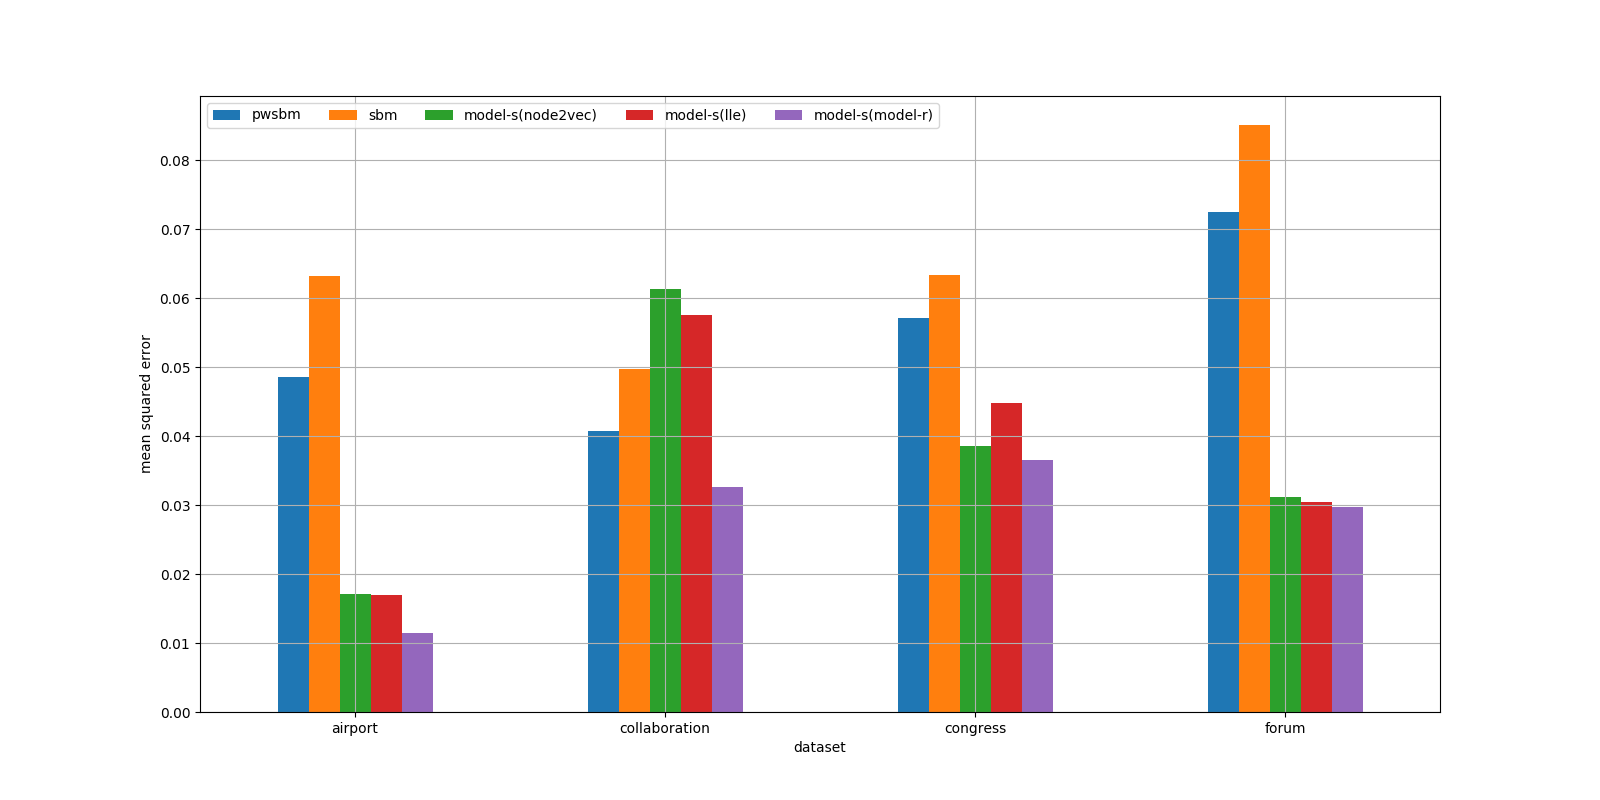 pwsbm sbm model-s(node2vec) model-s(lle) model-s(model-r)
0.08
0.07
0.06
0.05
0.04
0.03
0.02
0.01
0.00
mean squared error
airport collaboration congress forum
dataset